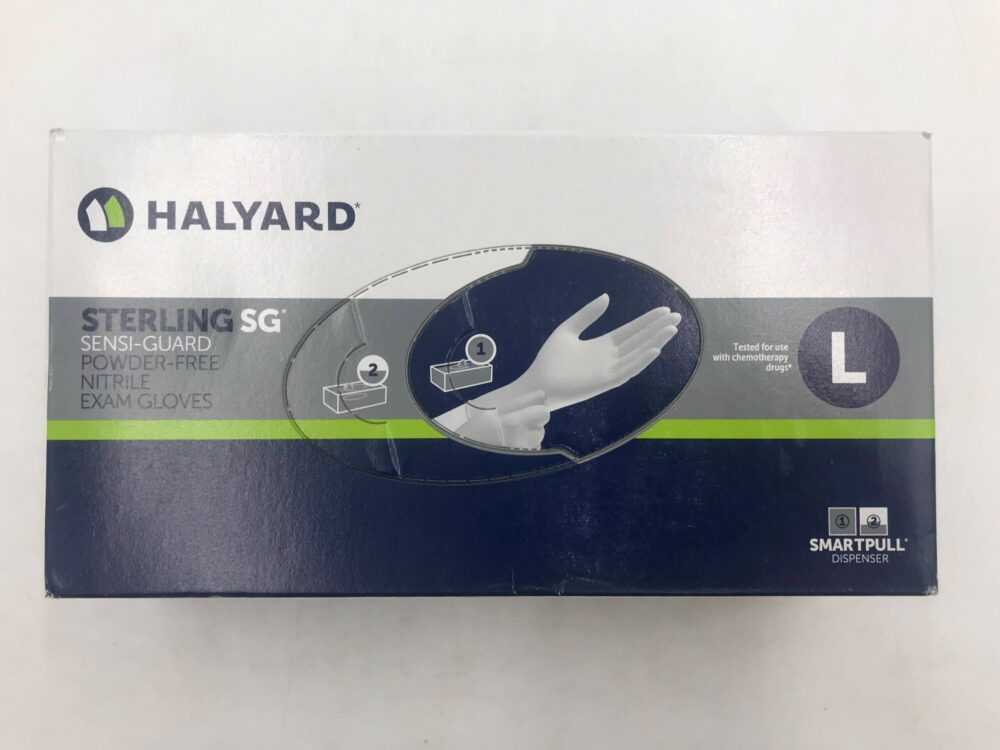 HALYARD*
STERLING SG*
SENSI-GUARD
POWDER-FREE
NITRILE
EXAM GLOVES
2
1
Tested for use
with chemotherapy
drugs*
L
1 2
SMARTPULL*
DISPENSER